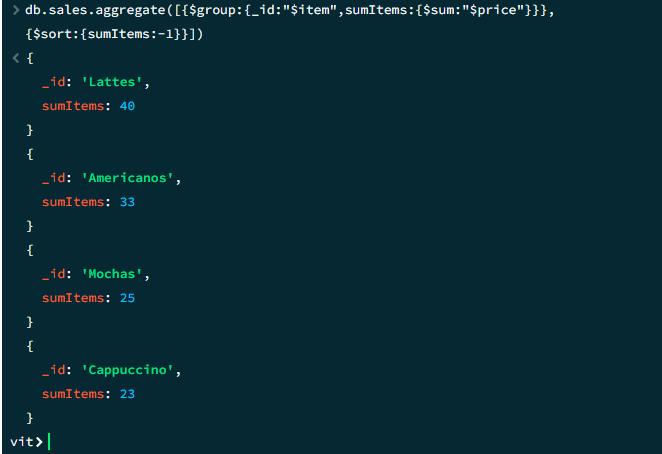 > db.sales.aggregate([{$group:{_id:"$item",sumItems:{$sum:"$price"}}},
{$sort:{sumItems:-1}}])
< {
_id: 'Lattes',
sumItems: 40
}
{
_id: 'Americanos',
sumItems: 33
}
{
_id: 'Mochas',
sumItems: 25
}
{
_id: 'Cappuccino',
sumItems: 23
}
vit>